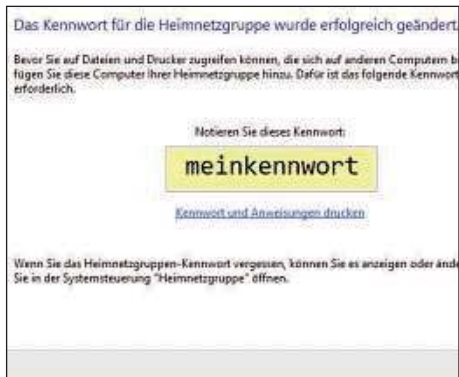 Das Kennwort für die Heimnetzgruppe wurde erfolgreich geändert.
Bevor Sie auf Dateien und Drucker zugreifen können, die sich auf anderen Computern b
fügen Sie diese Computer Ihrer Heimnetzgruppe hinzu. Dafür ist das folgende Kennwort
erforderlich.
Notieren Sie dieses Kennwort:
meinkennwort
Kennwort und Anweisungen drucken
Wenn Sie das Heimnetzgruppen-Kennwort vergessen, können Sie es anzeigen oder ände
Sie in der Systemsteuerung "Heimnetzgruppe" öffnen.